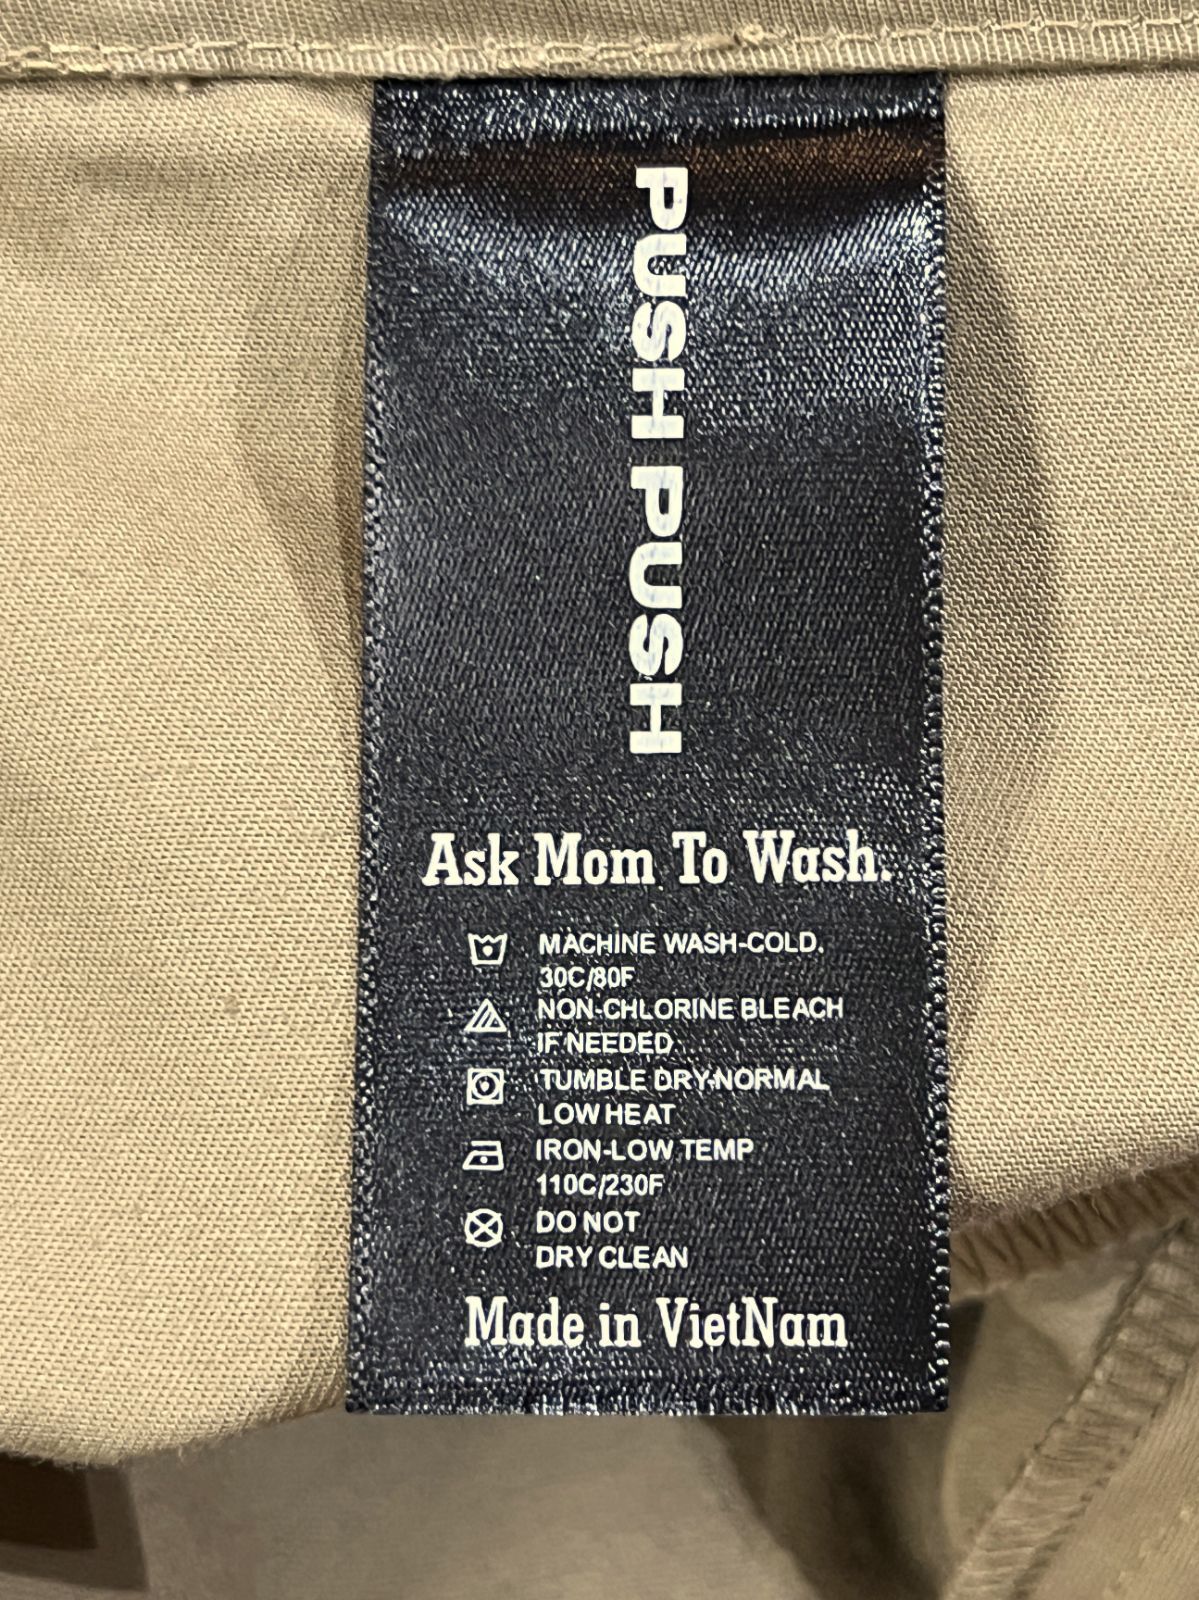 PUSH PUSH
Ask Mom To Wash.
MACHINE WASH-COLD.
30C/80F
NON-CHLORINE BLEACH
IF NEEDED
TUMBLE DRY-NORMAL
LOW HEAT
IRON-LOW TEMP
110C/230F
DO NOT
DRY CLEAN
Made in VietNam